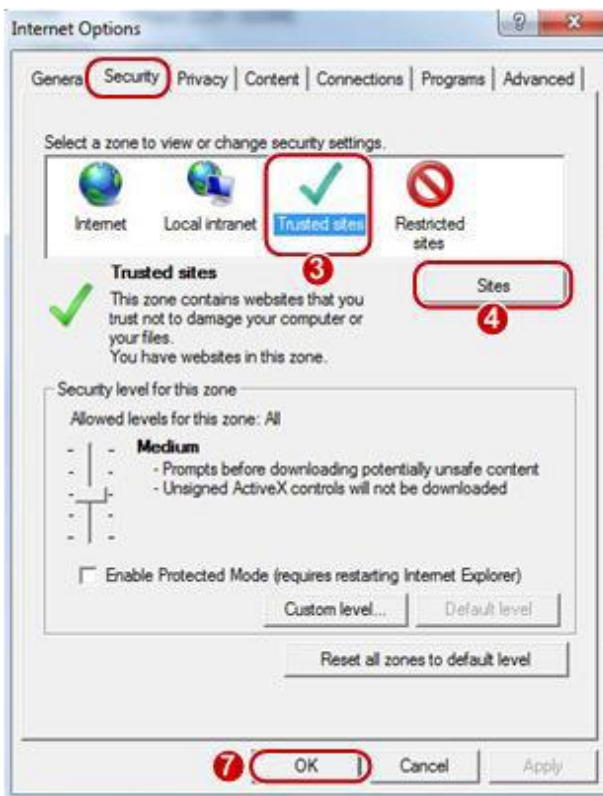 Internet Options
General Security Privacy Content Connections Programs Advanced
Select a zone to view or change security settings.
Internet Local intranet Trusted sites Restricted sites
3
Trusted sites
Sites
4
This zone contains websites that you
trust not to damage your computer or
your files.
You have websites in this zone.
Security level for this zone
Allowed levels for this zone: All
Medium
- Prompts before downloading potentially unsafe content
- Unsigned ActiveX controls will not be downloaded
Enable Protected Mode (requires restarting Internet Explorer)
Custom level... Default level
Reset all zones to default level
7 OK Cancel Apply